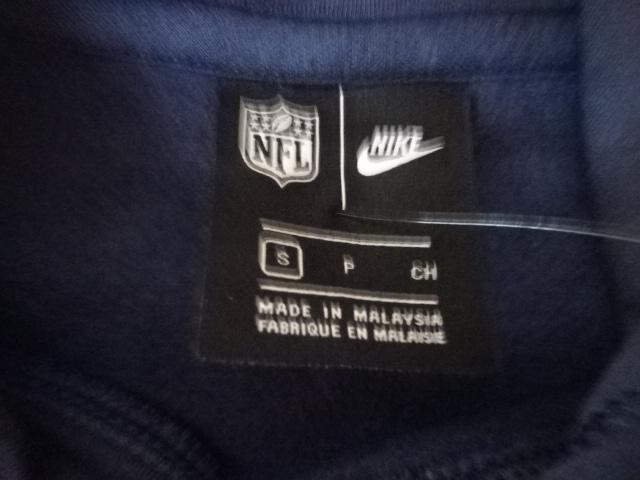 NFL NIKE
S P CH
MADE IN MALAYSIA
FABRIQUE EN MALAISIE